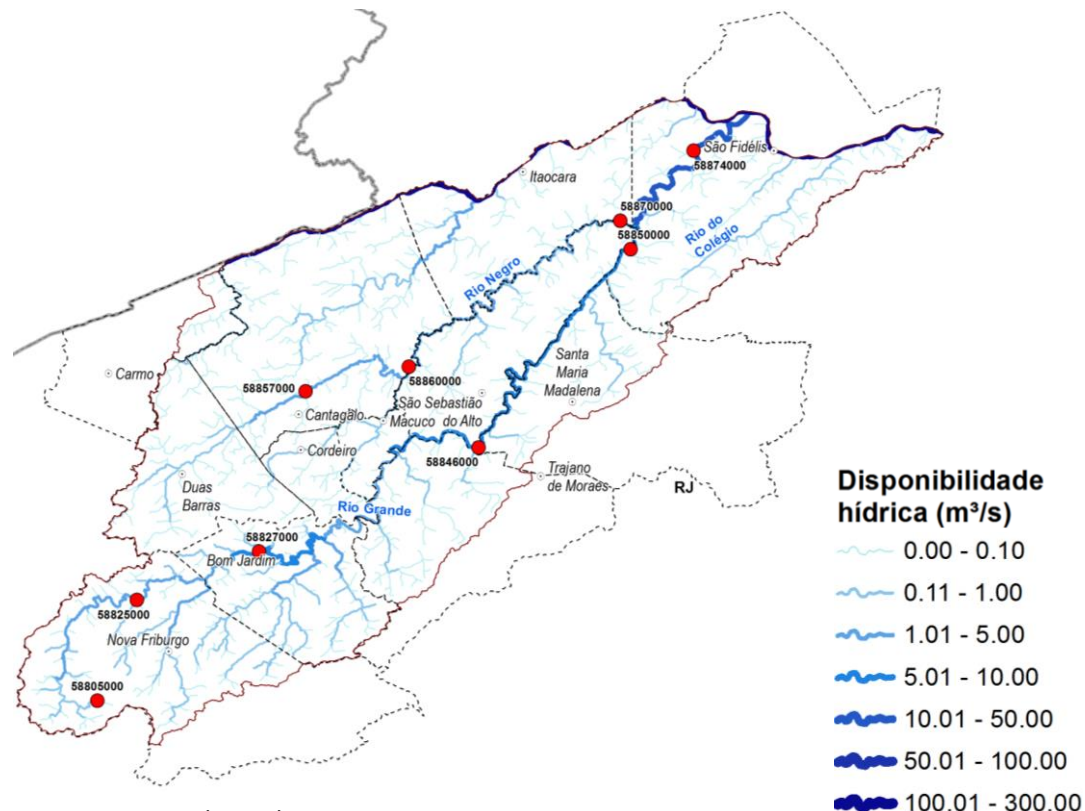 São Fidélis
58874000
Itaocara
58870000
58850000
Rio do
Colégio
Rio Negro
Carmo
58857000
58860000
Santa
Maria
Madalena
São Sebastião
do Alto
Cantagalo
Macuco
Cordeiro
58846000
Trajano
de Moraes
RJ
Duas
Barras
Rio Grande
58827000
Bom Jardim
58825000
Nova Friburgo
58805000
Disponibilidade
hídrica (m³/s)
0.00 - 0.10
0.11 - 1.00
1.01 - 5.00
5.01 - 10.00
10.01 - 50.00
50.01 - 100.00
100.01 - 300.00